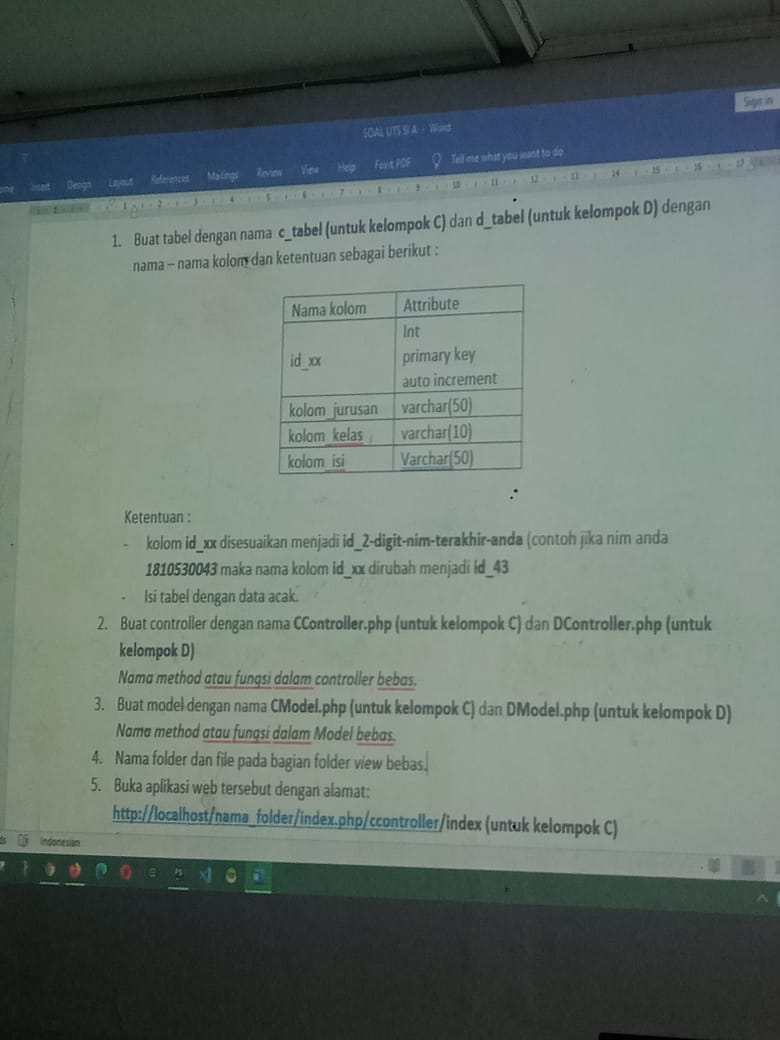 SOAL UTS SI A - Word
Sign in
Insert Design Layout References Mailings Review View Help Foxit PDF Tell me what you want to do
1. Buat tabel dengan nama c_tabel (untuk kelompok C) dan d_tabel (untuk kelompok D) dengan
nama – nama kolom dan ketentuan sebagai berikut :
Nama kolom Attribute
id_xx Int
primary key
auto increment
kolom_jurusan varchar(50)
kolom_kelas varchar(10)
kolom_isi Varchar(50)
Ketentuan :
- kolom id_xx disesuaikan menjadi id_2-digit-nim-terakhir-anda (contoh jika nim anda
1810530043 maka nama kolom id_xx dirubah menjadi id_43
- Isi tabel dengan data acak.
2. Buat controller dengan nama CController.php (untuk kelompok C) dan DController.php (untuk
kelompok D)
Nama method atau fungsi dalam controller bebas.
3. Buat model dengan nama CModel.php (untuk kelompok C) dan DModel.php (untuk kelompok D)
Nama method atau fungsi dalam Model bebas.
4. Nama folder dan file pada bagian folder view bebas.
5. Buka aplikasi web tersebut dengan alamat:
http://localhost/nama_folder/index.php/ccontroller/index (untuk kelompok C)
Indonesian